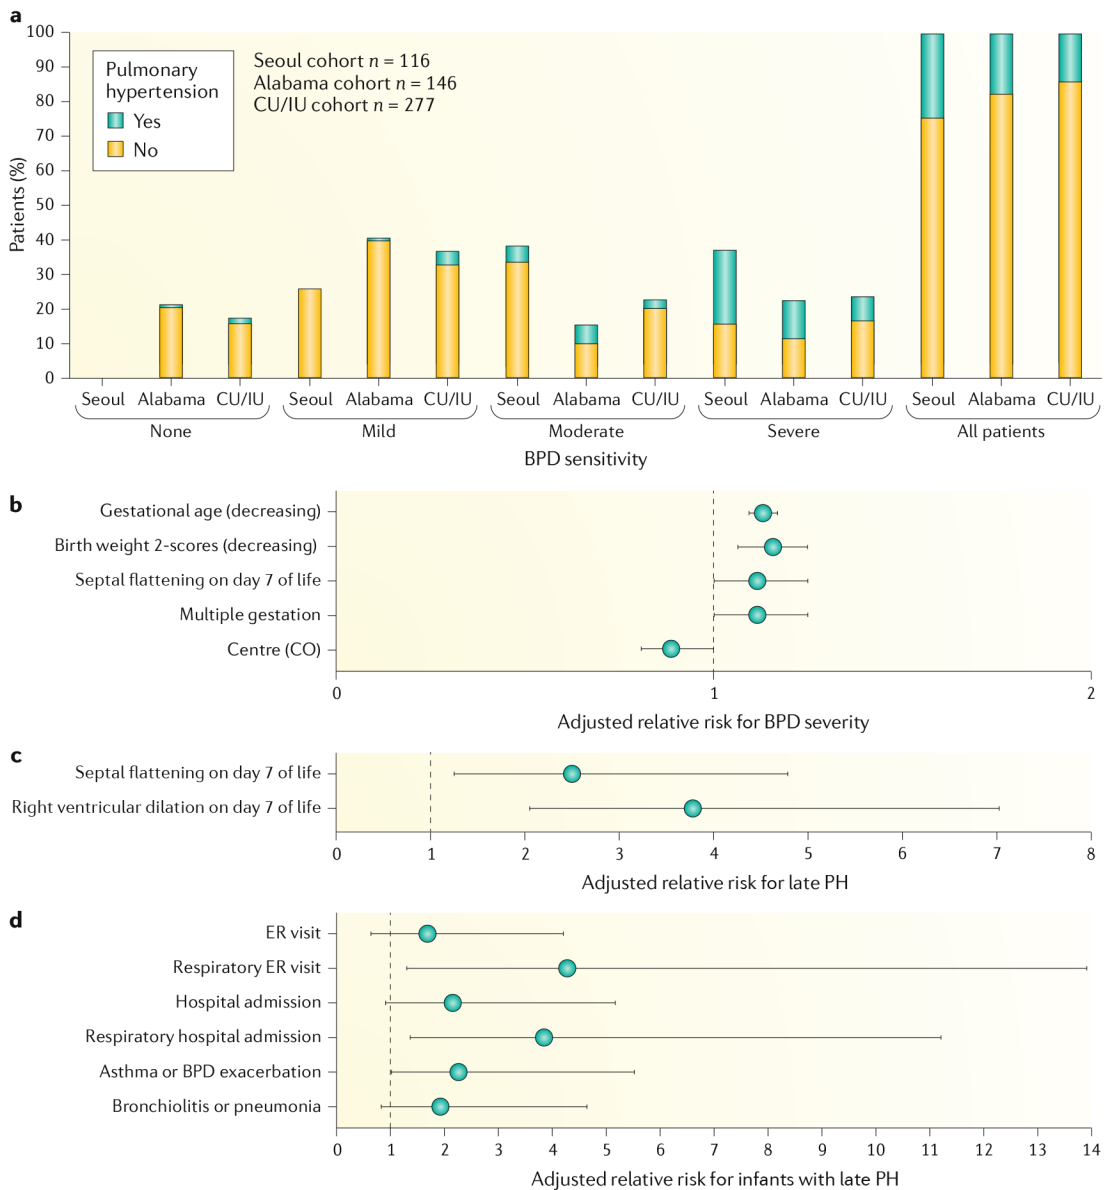 a
100
90
80
70
60
50
40
30
20
10
0
Patients (%)
Pulmonary
hypertension
Yes
No
Seoul cohort n = 116
Alabama cohort n = 146
CU/IU cohort n = 277
Seoul Alabama CU/IU Seoul Alabama CU/IU Seoul Alabama CU/IU Seoul Alabama CU/IU Seoul Alabama CU/IU
None Mild Moderate Severe All patients
BPD sensitivity
b
Gestational age (decreasing)
Birth weight 2-scores (decreasing)
Septal flattening on day 7 of life
Multiple gestation
Centre (CO)
0 1 2
Adjusted relative risk for BPD severity
c
Septal flattening on day 7 of life
Right ventricular dilation on day 7 of life
0 1 2 3 4 5 6 7 8
Adjusted relative risk for late PH
d
ER visit
Respiratory ER visit
Hospital admission
Respiratory hospital admission
Asthma or BPD exacerbation
Bronchiolitis or pneumonia
0 1 2 3 4 5 6 7 8 9 10 11 12 13 14
Adjusted relative risk for infants with late PH